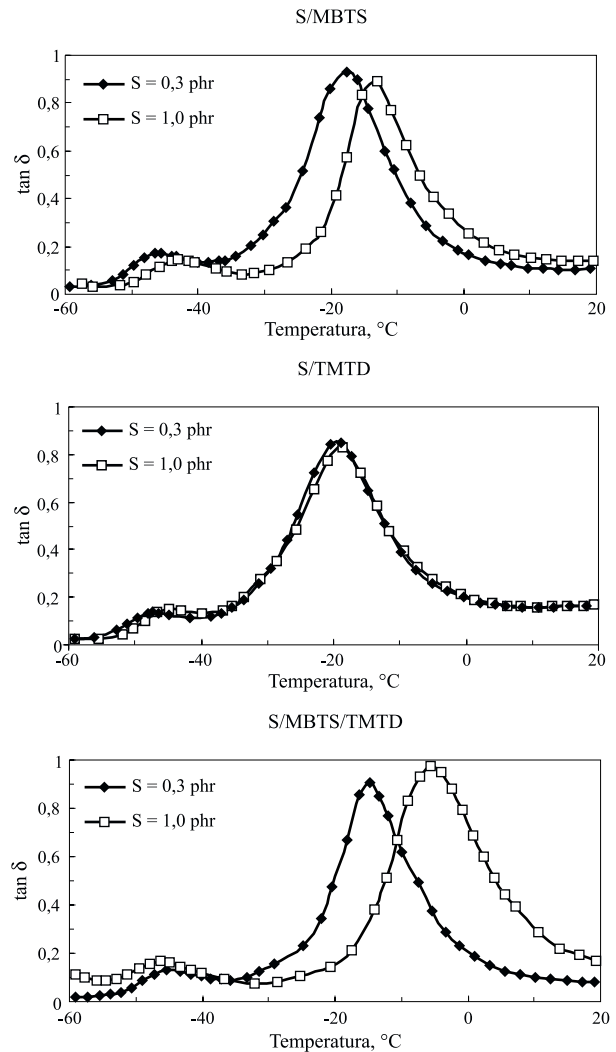 S/MBTS
1
0,8
0,6
0,4
0,2
0
tan δ
S = 0,3 phr
S = 1,0 phr
-60 -40 -20 0 20
Temperatura, °C
S/TMTD
1
0,8
0,6
0,4
0,2
0
tan δ
S = 0,3 phr
S = 1,0 phr
-60 -40 -20 0 20
Temperatura, °C
S/MBTS/TMTD
1
0,8
0,6
0,4
0,2
0
tan δ
S = 0,3 phr
S = 1,0 phr
-60 -40 -20 0 20
Temperatura, °C